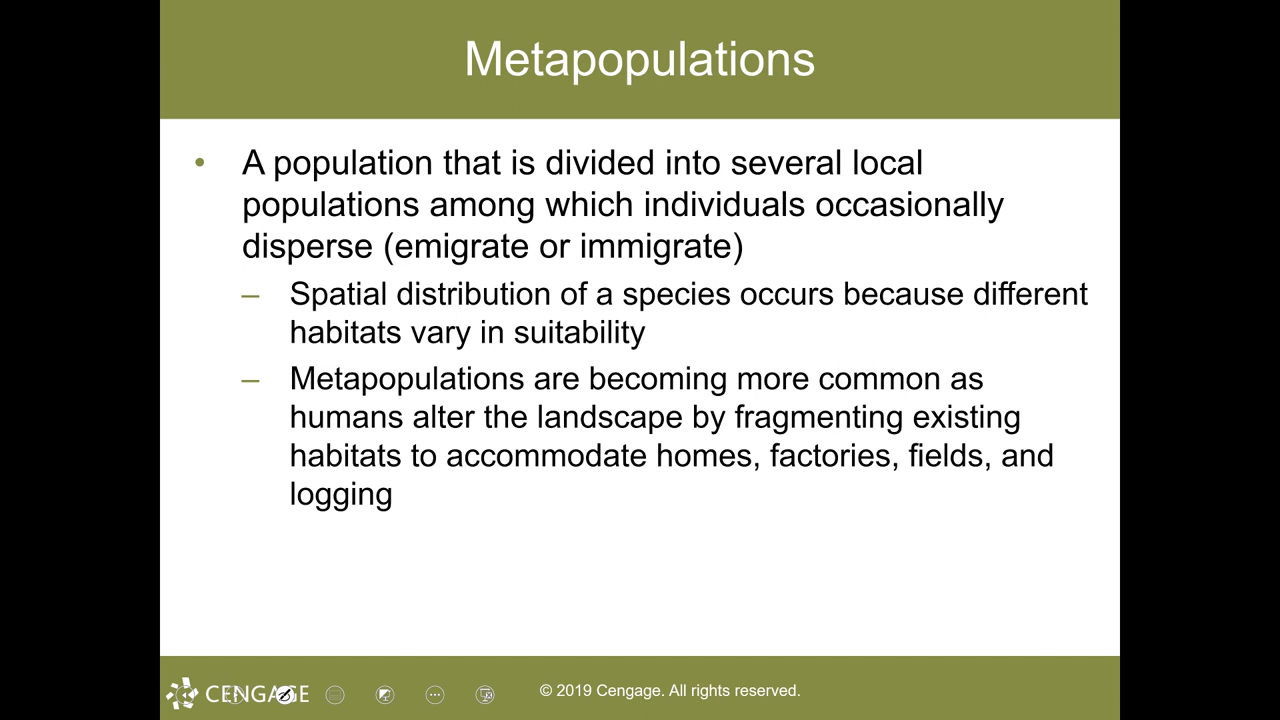 Metapopulations
• A population that is divided into several local
populations among which individuals occasionally
disperse (emigrate or immigrate)
– Spatial distribution of a species occurs because different
habitats vary in suitability
– Metapopulations are becoming more common as
humans alter the landscape by fragmenting existing
habitats to accommodate homes, factories, fields, and
logging
CENGAGE
© 2019 Cengage. All rights reserved.